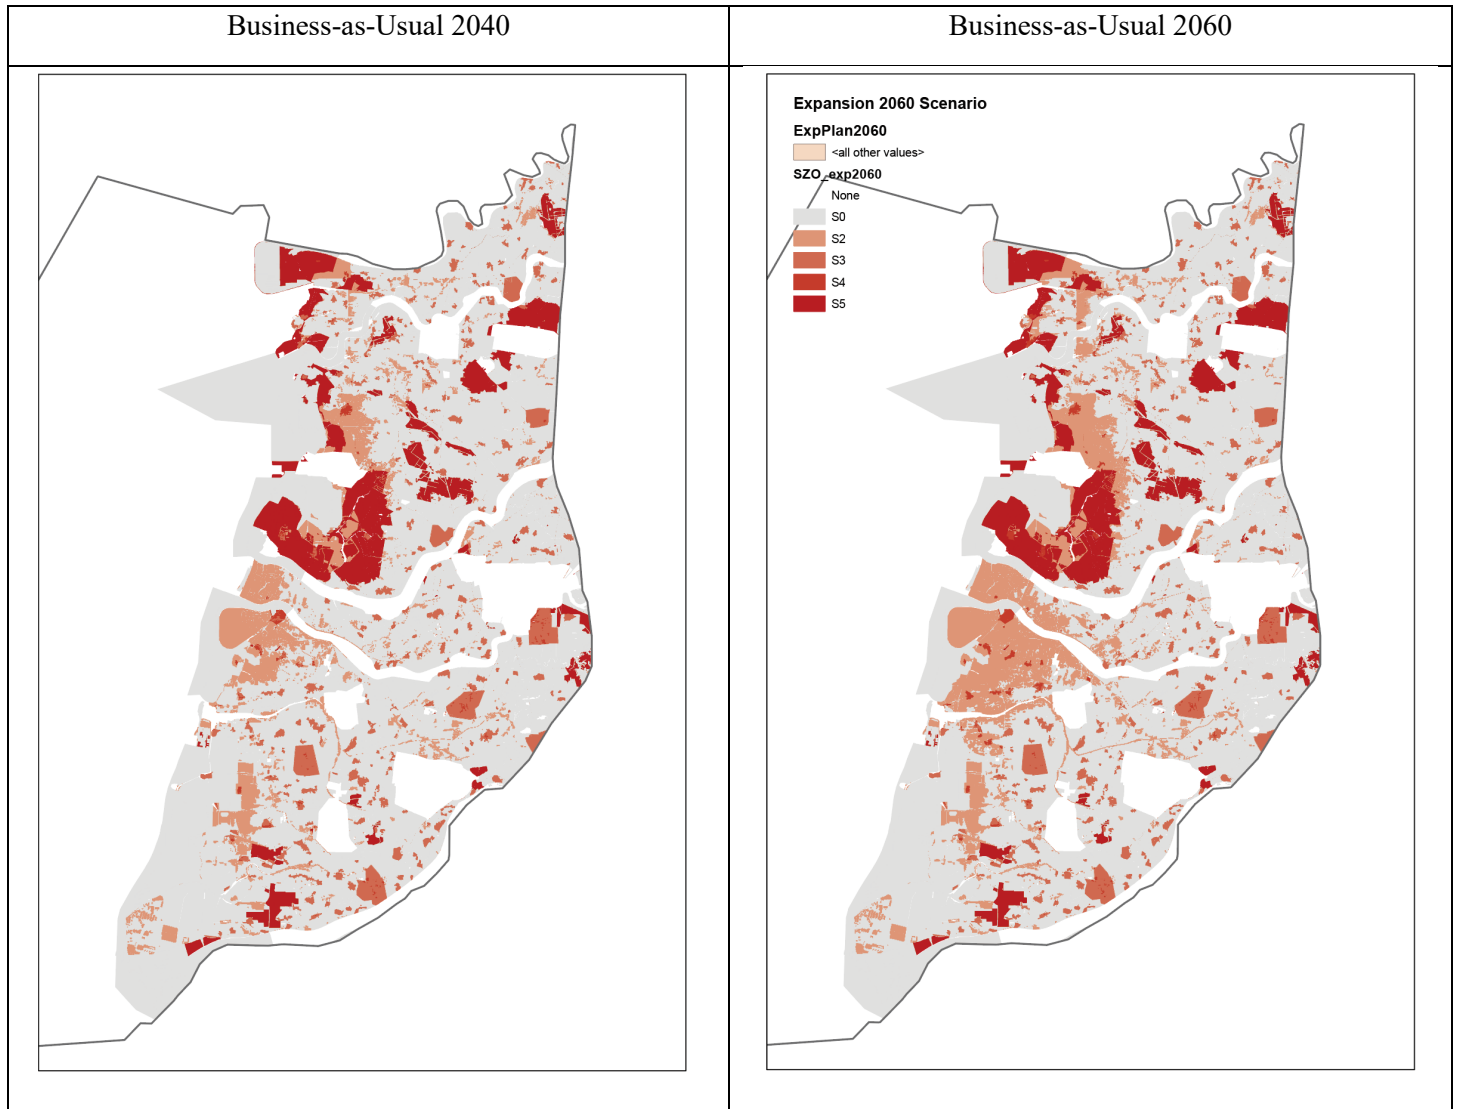 Business-as-Usual 2040
Business-as-Usual 2060
Expansion 2060 Scenario
ExpPlan2060
<all other values>
SZO_exp2060
None
S0
S2
S3
S4
S5